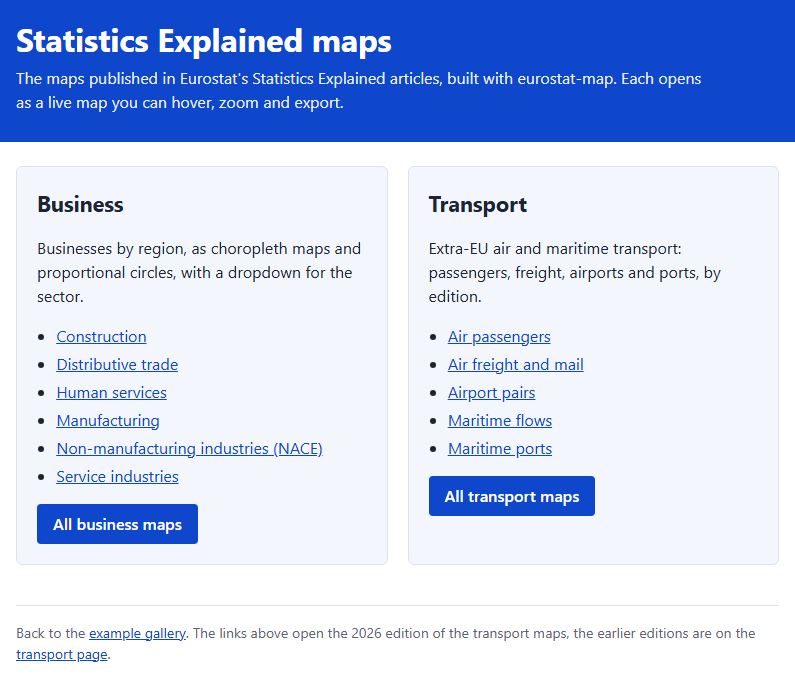 Statistics Explained maps
The maps published in Eurostat's Statistics Explained articles, built with eurostat-map. Each opens
as a live map you can hover, zoom and export.
Business
Businesses by region, as choropleth maps and
proportional circles, with a dropdown for the
sector.
Construction
Distributive trade
Human services
Manufacturing
Non-manufacturing industries (NACE)
Service industries
All business maps
Transport
Extra-EU air and maritime transport:
passengers, freight, airports and ports, by
edition.
Air passengers
Air freight and mail
Airport pairs
Maritime flows
Maritime ports
All transport maps
Back to the example gallery. The links above open the 2026 edition of the transport maps, the earlier editions are on the
transport page.